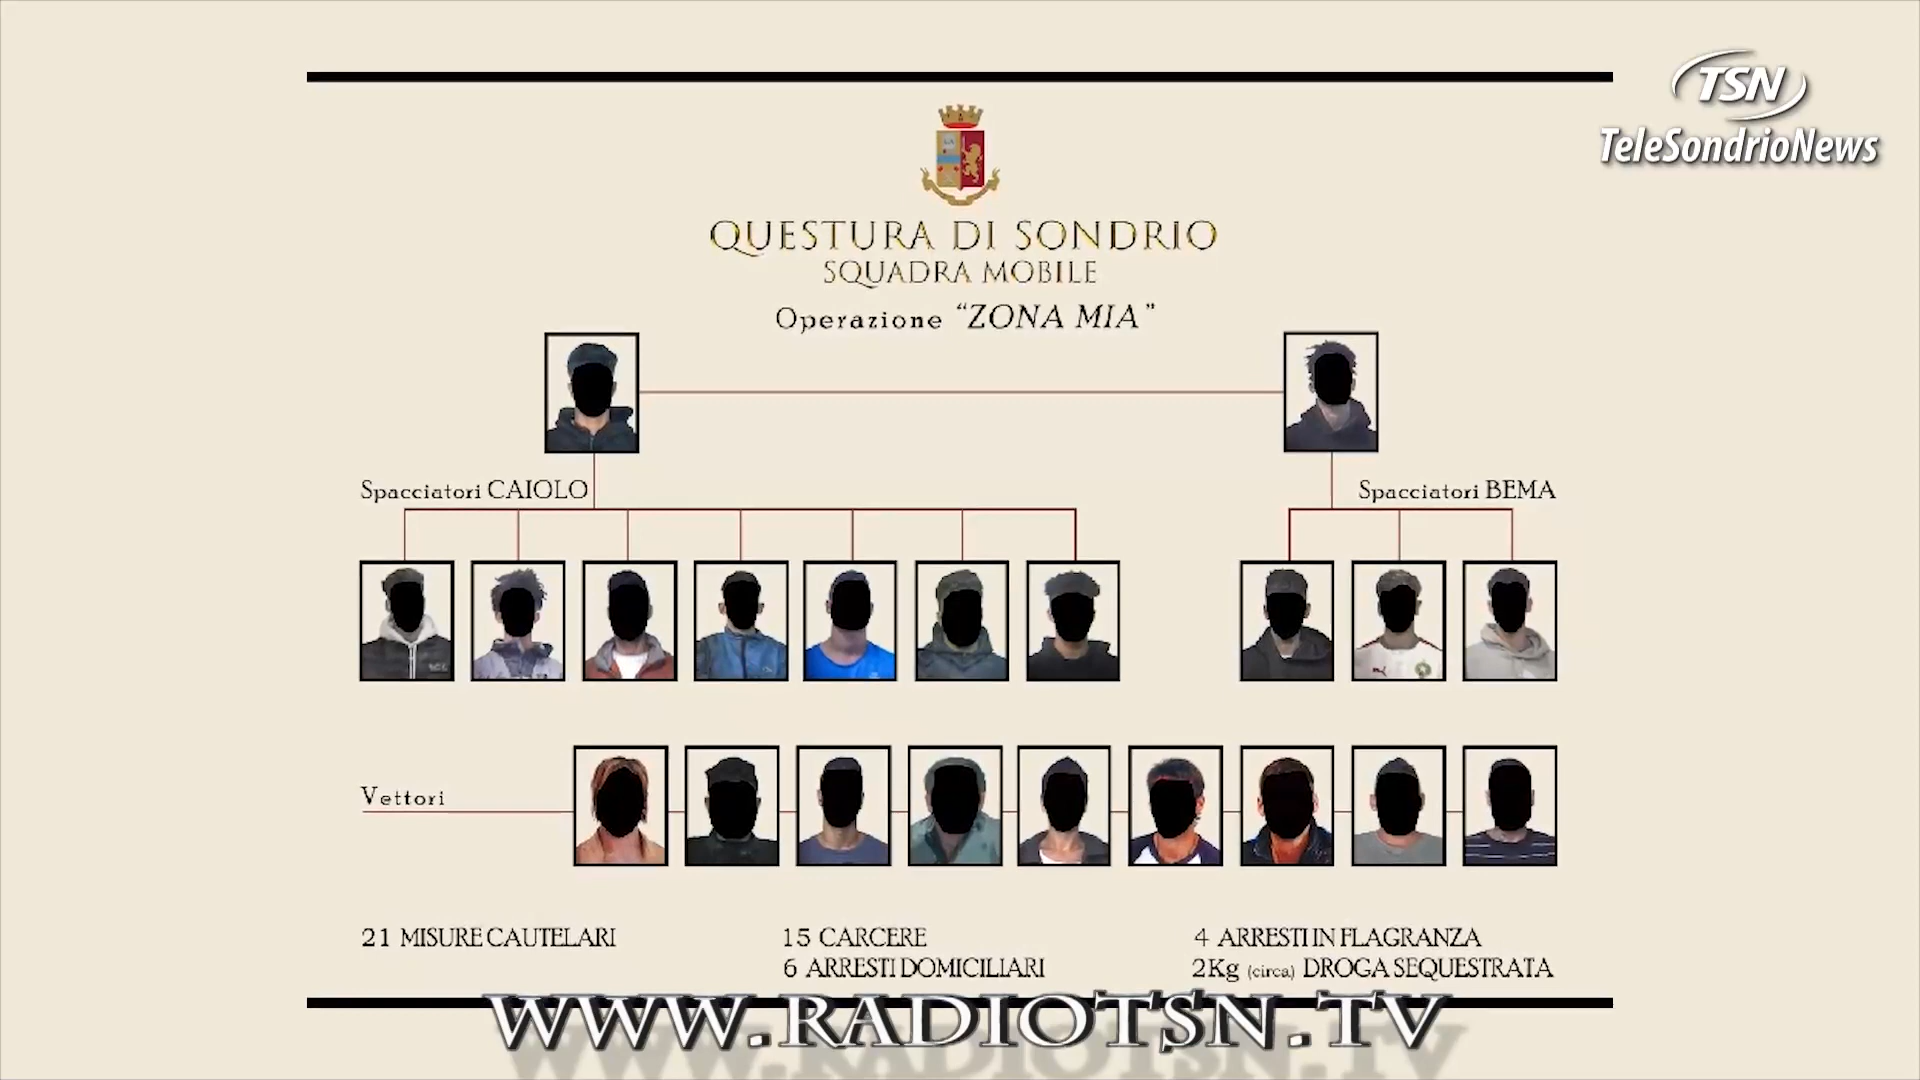 TSN
TeleSondrioNews
QUESTURA DI SONDRIO
SQUADRA MOBILE
Operazione “ZONA MIA”
Spacciatori CAIOLO
Spacciatori BEMA
Vettori
21 MISURE CAUTELARI
15 CARCERE
6 ARRESTI DOMICILIARI
4 ARRESTI IN FLAGRANZA
2Kg (circa) DROGA SEQUESTRATA
WWW.RADIOTSN.TV